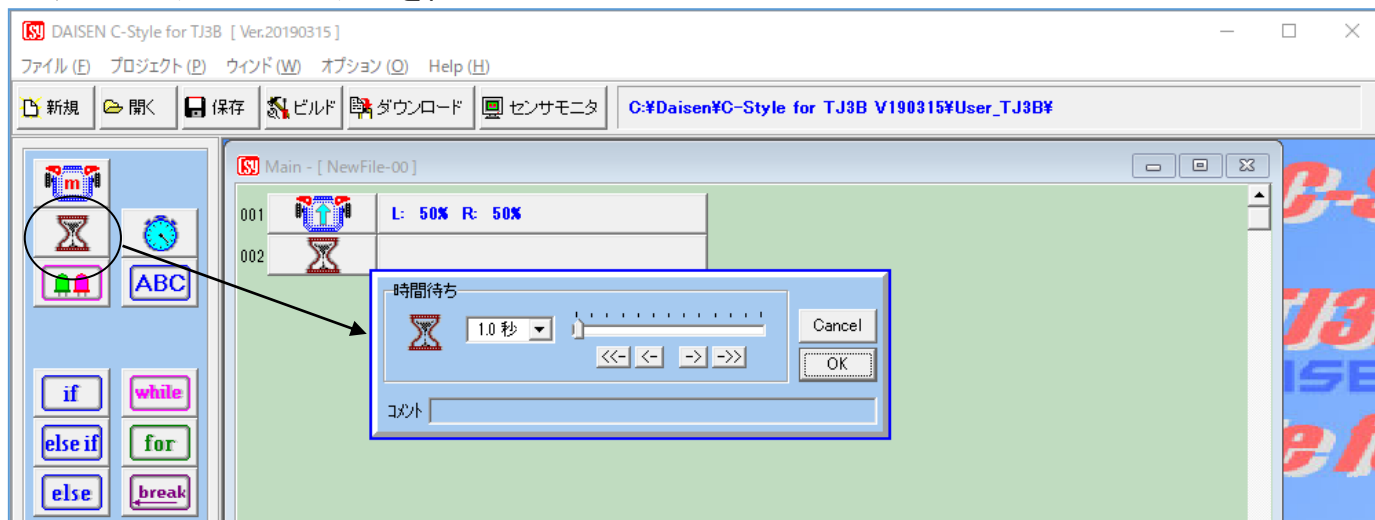 DAISEN C-Style for TJ3B [ Ver.20190315 ]
ファイル (F) プロジェクト (P) ウィンド (W) オプション (O) Help (H)
新規 開く 保存 ビルド ダウンロード センサモニタ C:¥Daisen¥C-Style for TJ3B V190315¥User_TJ3B¥
m
Main - [ NewFile-00 ]
001 L: 50% R: 50%
002
ABC
時間待ち
1.0 秒
Cancel
<<- <- -> ->>
OK
コメント
if while
else if for
else break
C-S
TJ3